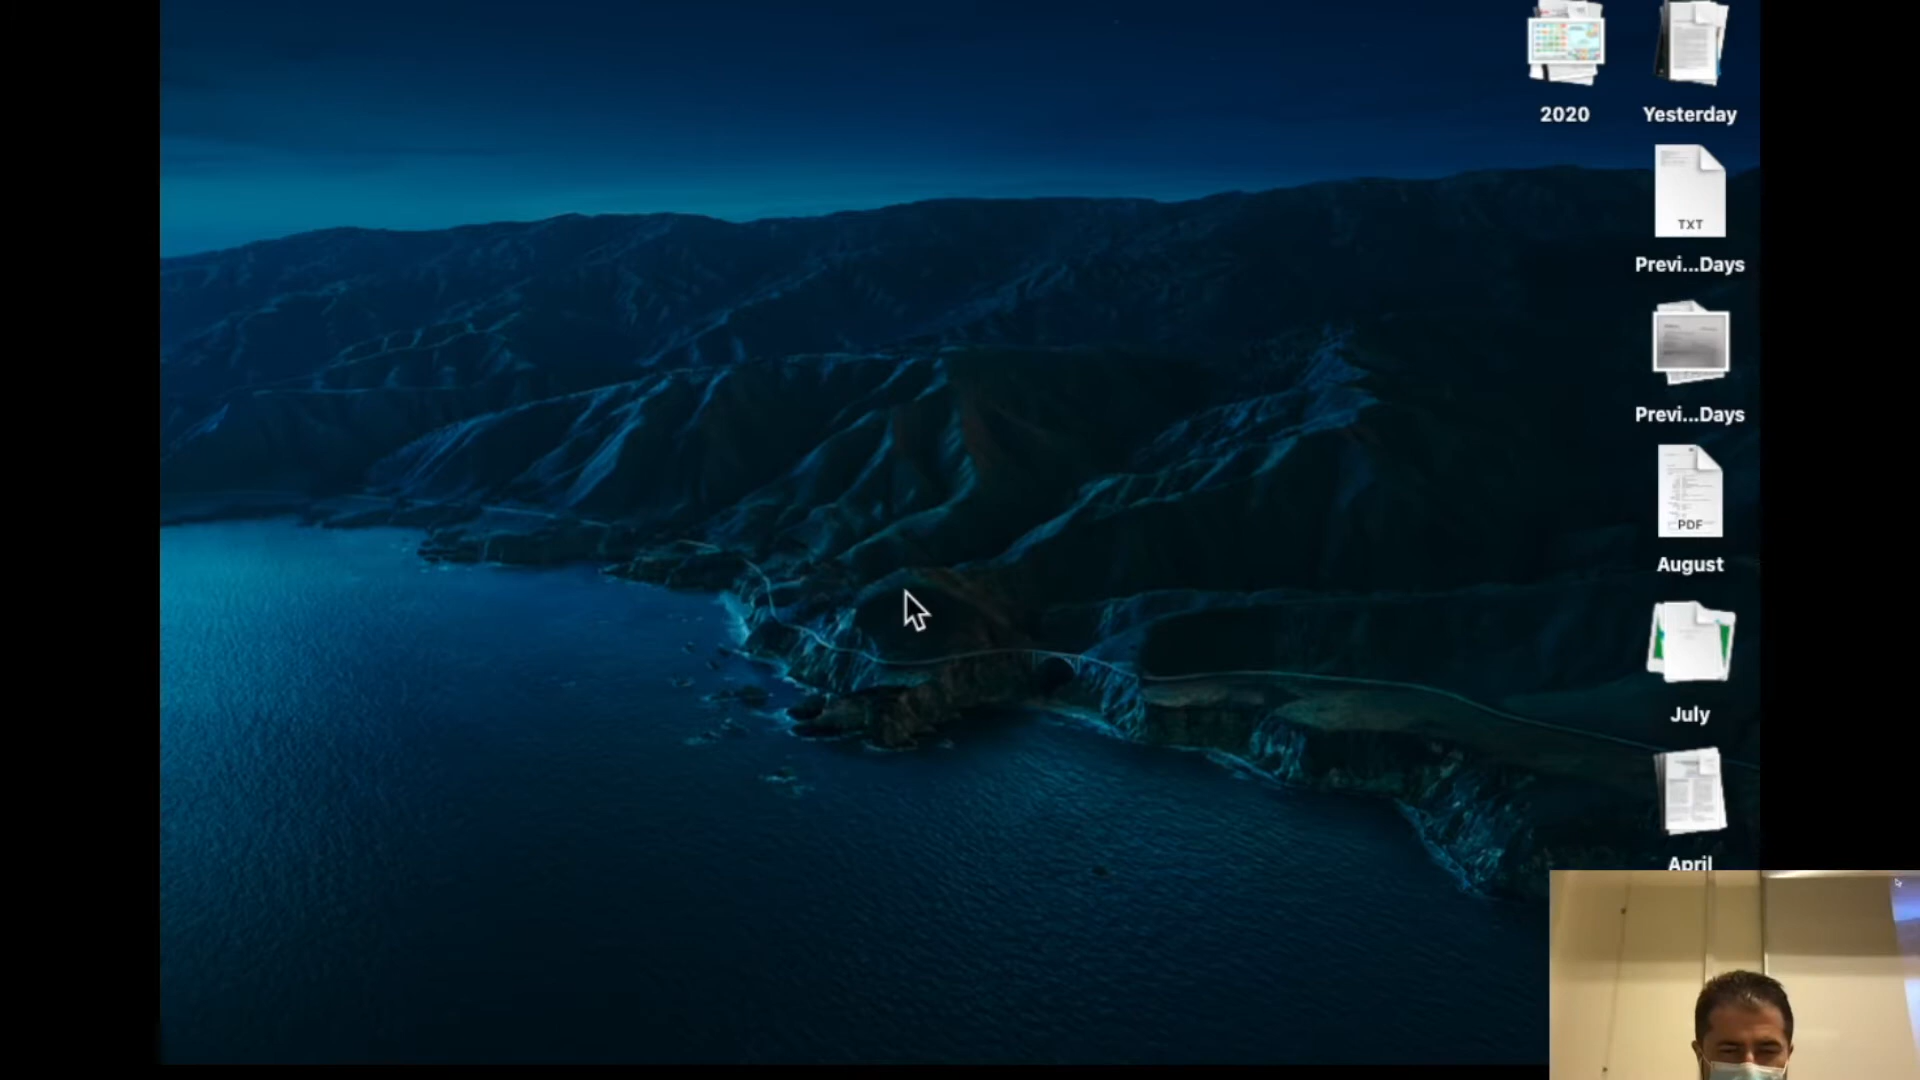 2020
Yesterday
TXT
Previ...Days
Previ...Days
PDF
August
July
April